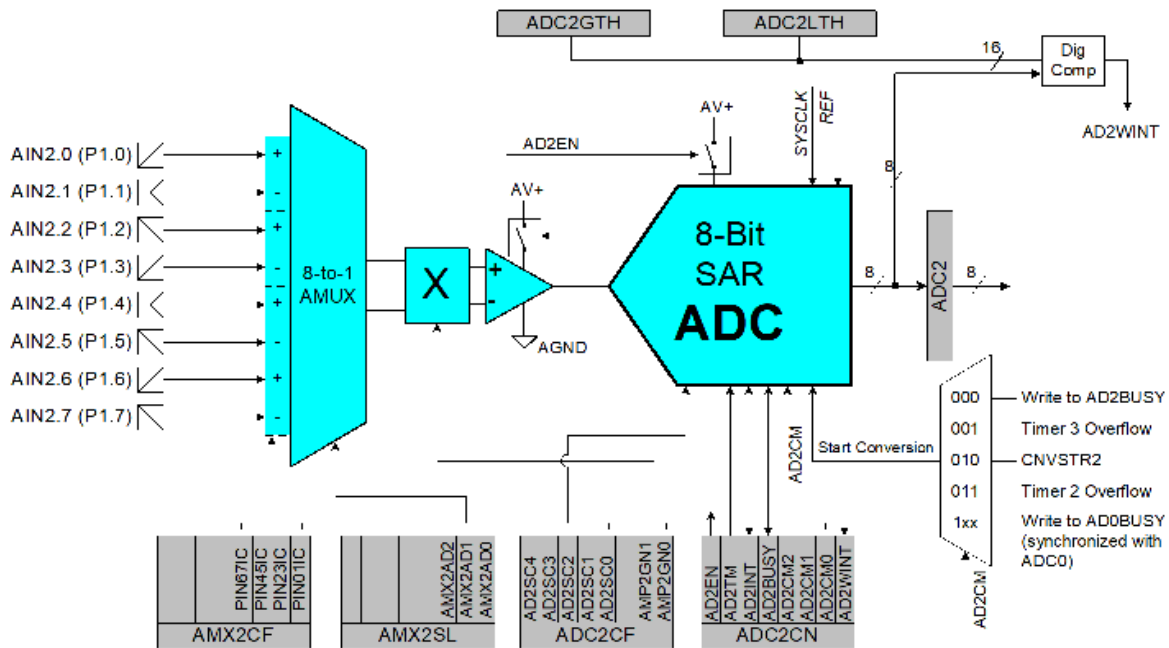 ADC2GTH
ADC2LTH
16
Dig
Comp
AD2WINT
AV+
SYSCLK
REF
AD2EN
8
AIN2.0 (P1.0)
AIN2.1 (P1.1)
AIN2.2 (P1.2)
AIN2.3 (P1.3)
AIN2.4 (P1.4)
AIN2.5 (P1.5)
AIN2.6 (P1.6)
AIN2.7 (P1.7)
+
-
+
-
+
-
+
-
8-to-1
AMUX
X
AV+
+
-
AGND
8-Bit
SAR
ADC
8
ADC2
8
AD2CM
Start Conversion
000
Write to AD2BUSY
001
Timer 3 Overflow
010
CNVSTR2
011
Timer 2 Overflow
1xx
Write to AD0BUSY
(synchronized with
ADC0)
AD2CM
PIN67IC
PIN45IC
PIN23IC
PIN01IC
AMX2CF
AMX2AD2
AMX2AD1
AMX2AD0
AMX2SL
AD2SC4
AD2SC3
AD2SC2
AD2SC1
AD2SC0
AMP2GN1
AMP2GN0
ADC2CF
AD2EN
AD2TM
AD2INT
AD2BUSY
AD2CM2
AD2CM1
AD2CM0
AD2WINT
ADC2CN